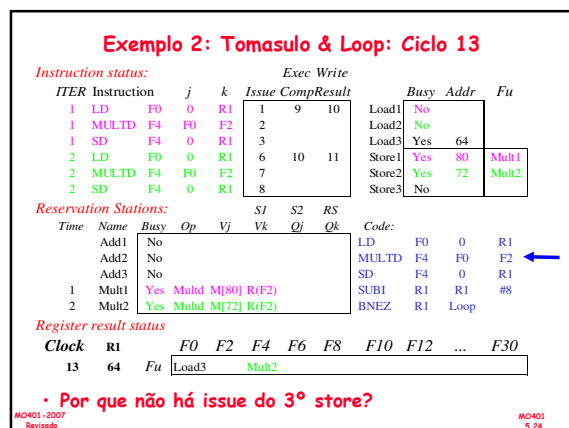 Exemplo 2: Tomasulo & Loop: Ciclo 13
Instruction status: Exec Write
ITER Instruction j k Issue CompResult Busy Addr Fu
1 LD F0 0 R1 1 9 10 Load1 No
1 MULTD F4 F0 F2 2 Load2 No
1 SD F4 0 R1 3 Load3 Yes 64
2 LD F0 0 R1 6 10 11 Store1 Yes 80 Mult1
2 MULTD F4 F0 F2 7 Store2 Yes 72 Mult2
2 SD F4 0 R1 8 Store3 No
Reservation Stations: S1 S2 RS
Time Name Busy Op Vj Vk Qj Qk Code:
Add1 No LD F0 0 R1
Add2 No MULTD F4 F0 F2
Add3 No SD F4 0 R1
1 Mult1 Yes Multd M[80] R(F2) SUBI R1 R1 #8
2 Mult2 Yes Multd M[72] R(F2) BNEZ R1 Loop
Register result status
Clock R1 F0 F2 F4 F6 F8 F10 F12 ... F30
13 64 Fu Load3 Mult2
• Por que não há issue do 3º store?
MO401-2007
Revisado
MO401
5.24